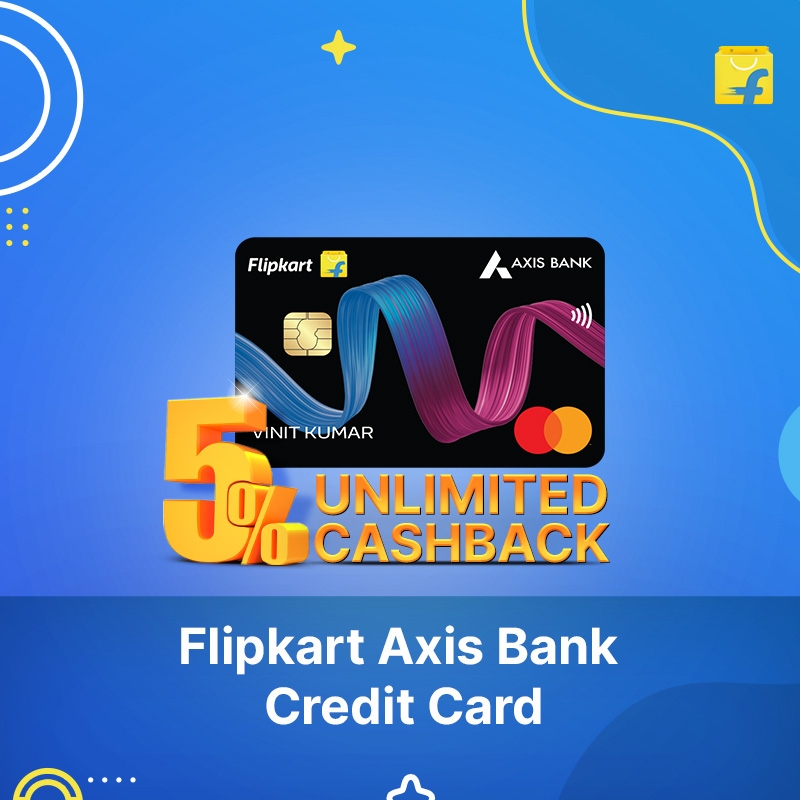 Flipkart
AXIS BANK
VINIT KUMAR
5%
UNLIMITED
CASHBACK
Flipkart Axis Bank
Credit Card